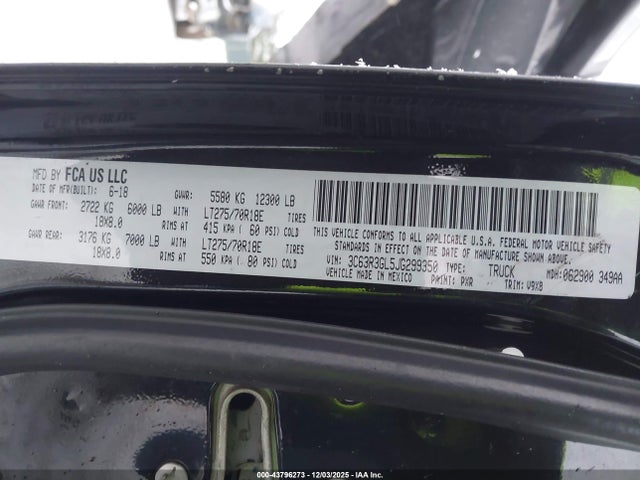 MFD BY FCA US LLC
DATE OF MFR(BUILT): 6-18 GVWR: 5580 KG 12300 LB
GAWR FRONT: 2722 KG 6000 LB WITH LT275/70R18E TIRES
18X8.0 RIMS AT 415 KPA ( 60 PSI) COLD
GAWR REAR: 3176 KG 7000 LB WITH LT275/70R18E TIRES
18X8.0 RIMS AT 550 KPA ( 80 PSI) COLD
THIS VEHICLE CONFORMS TO ALL APPLICABLE U.S.A. FEDERAL MOTOR VEHICLE SAFETY
STANDARDS IN EFFECT ON THE DATE OF MANUFACTURE SHOWN ABOVE.
VIN: 3C63R3GL5JG299350 TYPE: TRUCK MDH:062900 349AA
VEHICLE MADE IN MEXICO PAINT: PXR TRIM: V9X8
000-43796273 - 12/03/2025 - IAAI.COM